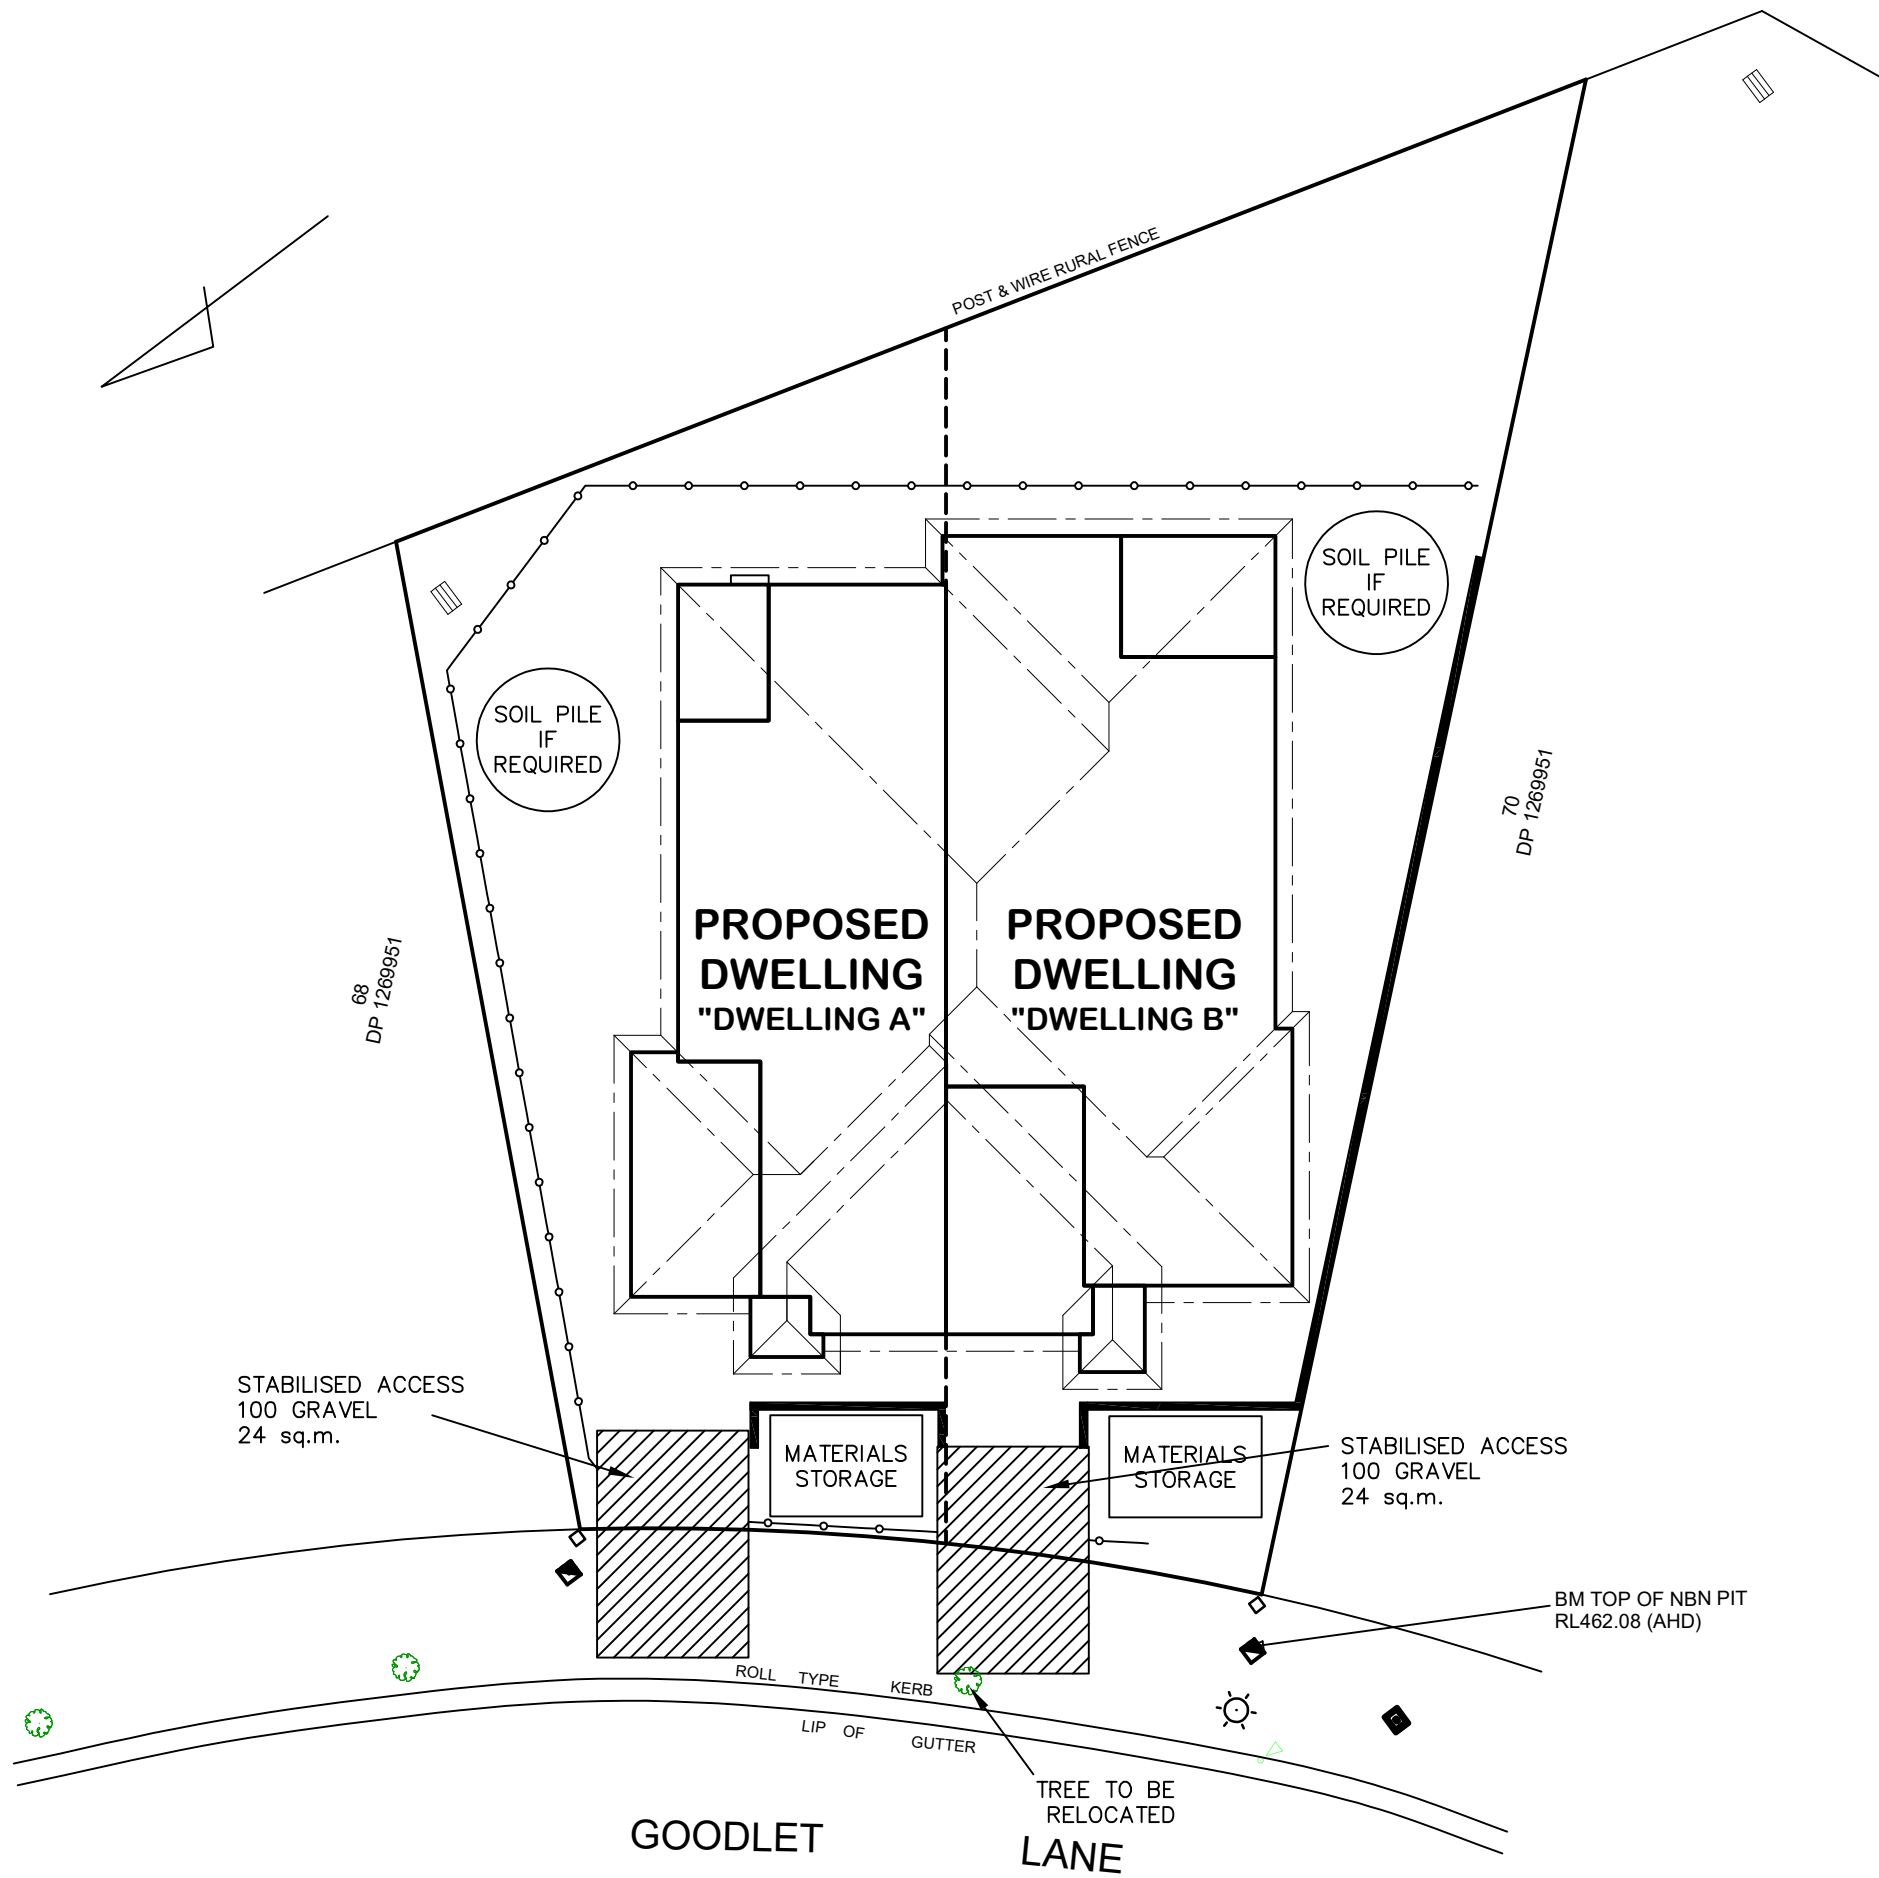 POST & WIRE RURAL FENCE
SOIL PILE
IF
REQUIRED
SOIL PILE
IF
REQUIRED
70
DP 1269951
68
DP 1269951
PROPOSED
DWELLING
"DWELLING A"
PROPOSED
DWELLING
"DWELLING B"
STABILISED ACCESS
100 GRAVEL
24 sq.m.
MATERIALS
STORAGE
MATERIALS
STORAGE
STABILISED ACCESS
100 GRAVEL
24 sq.m.
BM TOP OF NBN PIT
RL462.08 (AHD)
ROLL TYPE KERB
LIP OF GUTTER
TREE TO BE
RELOCATED
GOODLET LANE